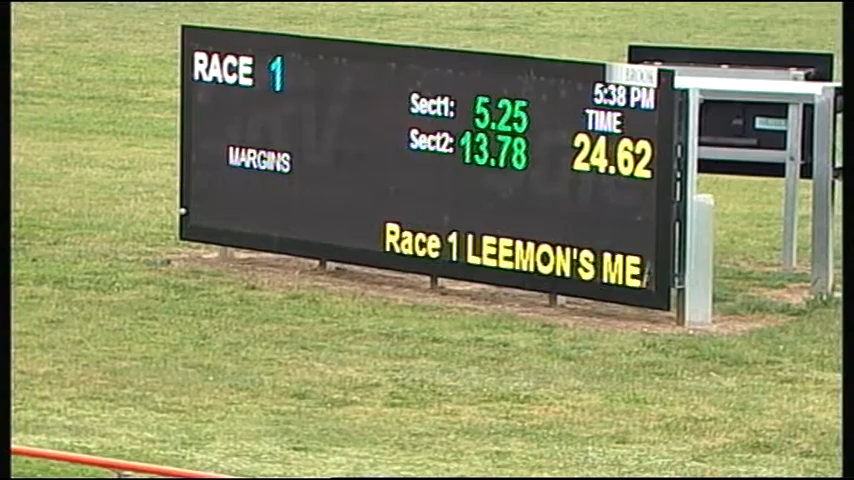 BROOK
RACE 1
Sect1: 5.25
5:38 PM
TIME
Sect2: 13.78
24.62
MARGINS
Race 1 LEEMON'S ME